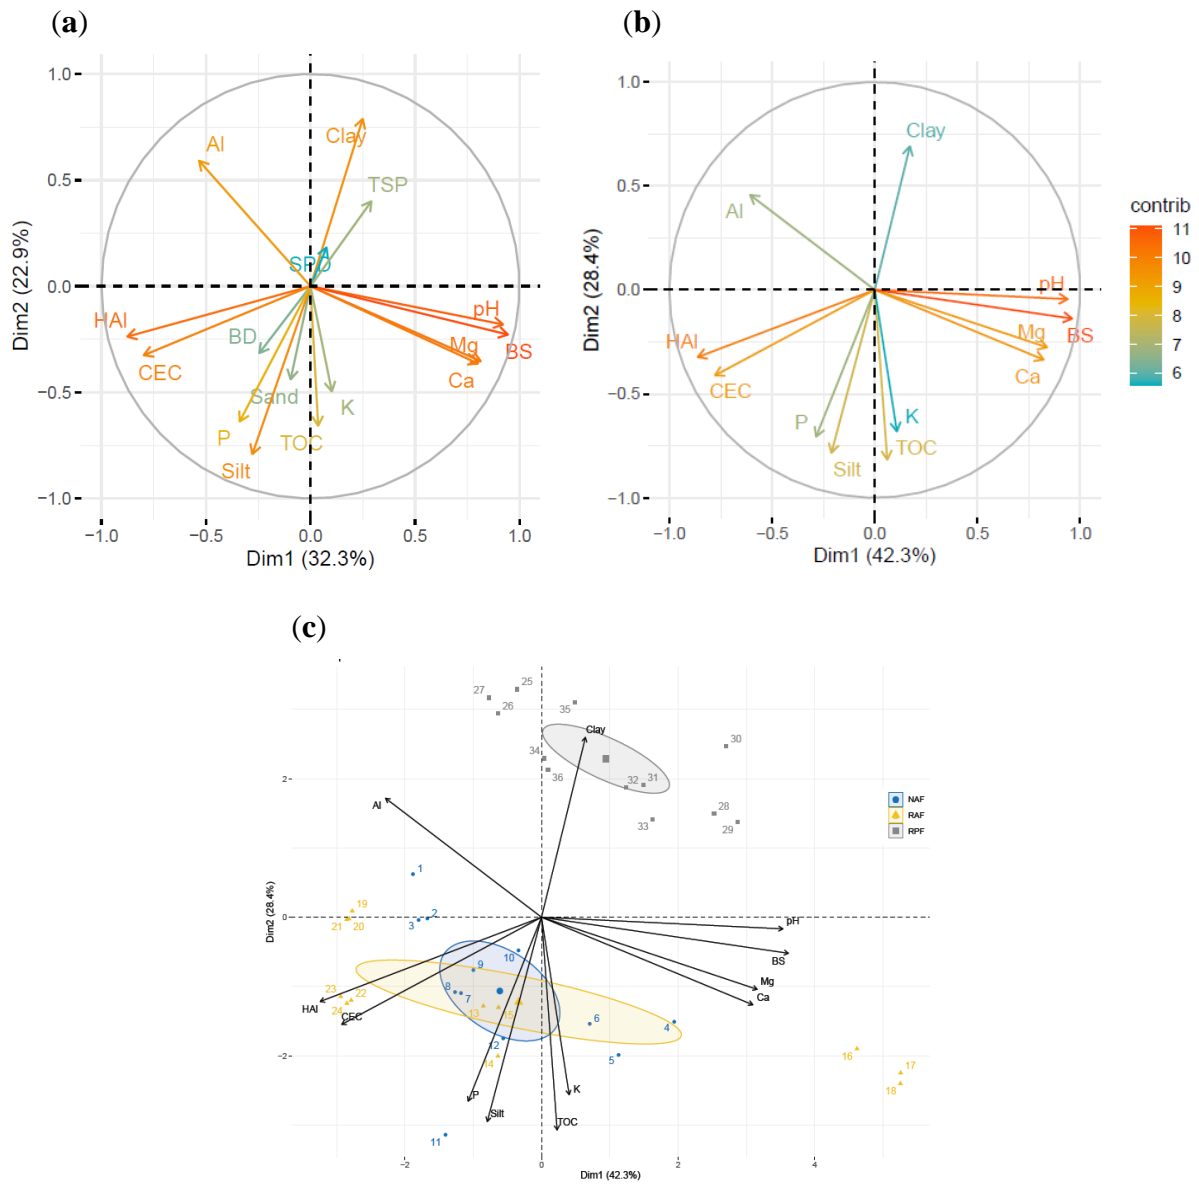 (a)
1.0
0.5
0.0
−0.5
−1.0
Dim2 (22.9%)
Al
Clay
TSP
SPD
HAl
CEC
BD
Sand
P
Silt
TOC
K
pH
Mg
BS
Ca
−1.0
−0.5
0.0
0.5
1.0
Dim1 (32.3%)
(b)
1.0
0.5
0.0
−0.5
−1.0
Dim2 (28.4%)
Clay
Al
pH
BS
Mg
Ca
HAl
CEC
P
Silt
K
TOC
−1.0
−0.5
0.0
0.5
1.0
Dim1 (42.3%)
contrib
11
10
9
8
7
6
(c)
27
25
26
35
Clay
30
34
36
32
31
28
29
33
2
0
−2
Dim2 (28.4%)
Al
1
19
21
20
3
2
pH
BS
Mg
Ca
10
9
8
7
23
22
24
HAl
CEC
13
15
12
14
6
4
5
16
17
18
P
Silt
K
TOC
11
NAF
RAF
RPF
−2
0
2
4
Dim1 (42.3%)